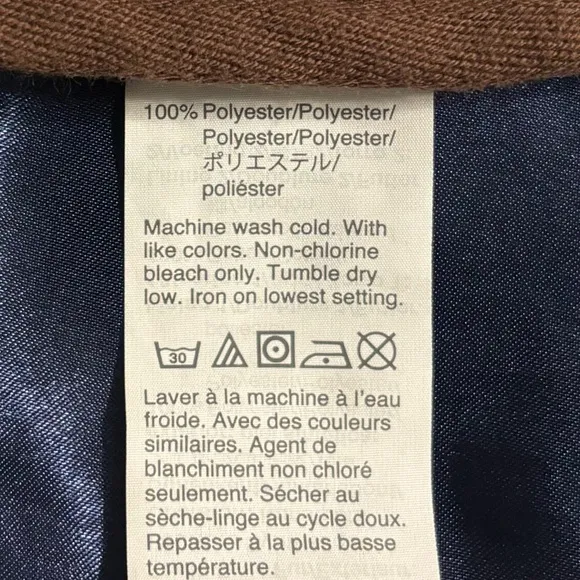 100% Polyester/Polyester/
Polyester/Polyester/
ポリエステル/
poliéster
Machine wash cold. With
like colors. Non-chlorine
bleach only. Tumble dry
low. Iron on lowest setting.
30
Laver à la machine à l'eau
froide. Avec des couleurs
similaires. Agent de
blanchiment non chloré
seulement. Sécher au
sèche-linge au cycle doux.
Repasser à la plus basse
température.